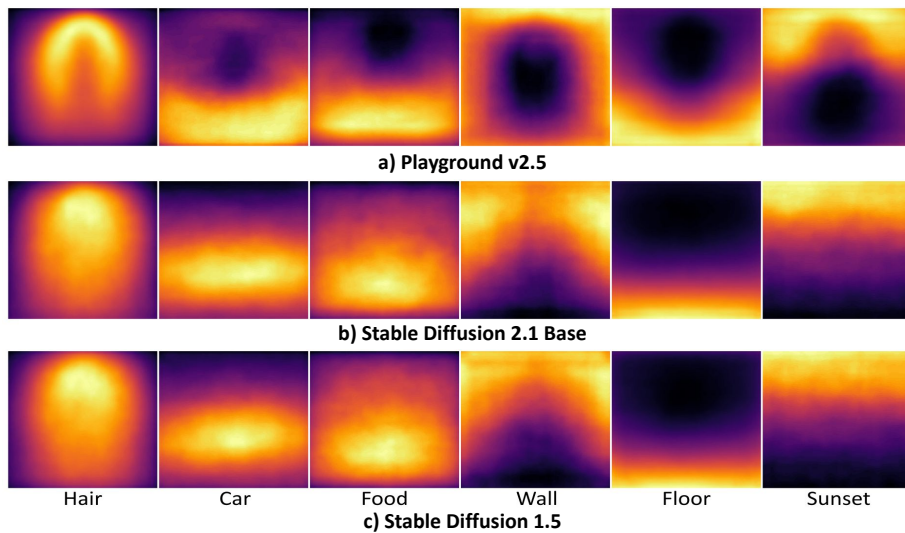 a) Playground v2.5
b) Stable Diffusion 2.1 Base
Hair Car Food Wall Floor Sunset
c) Stable Diffusion 1.5